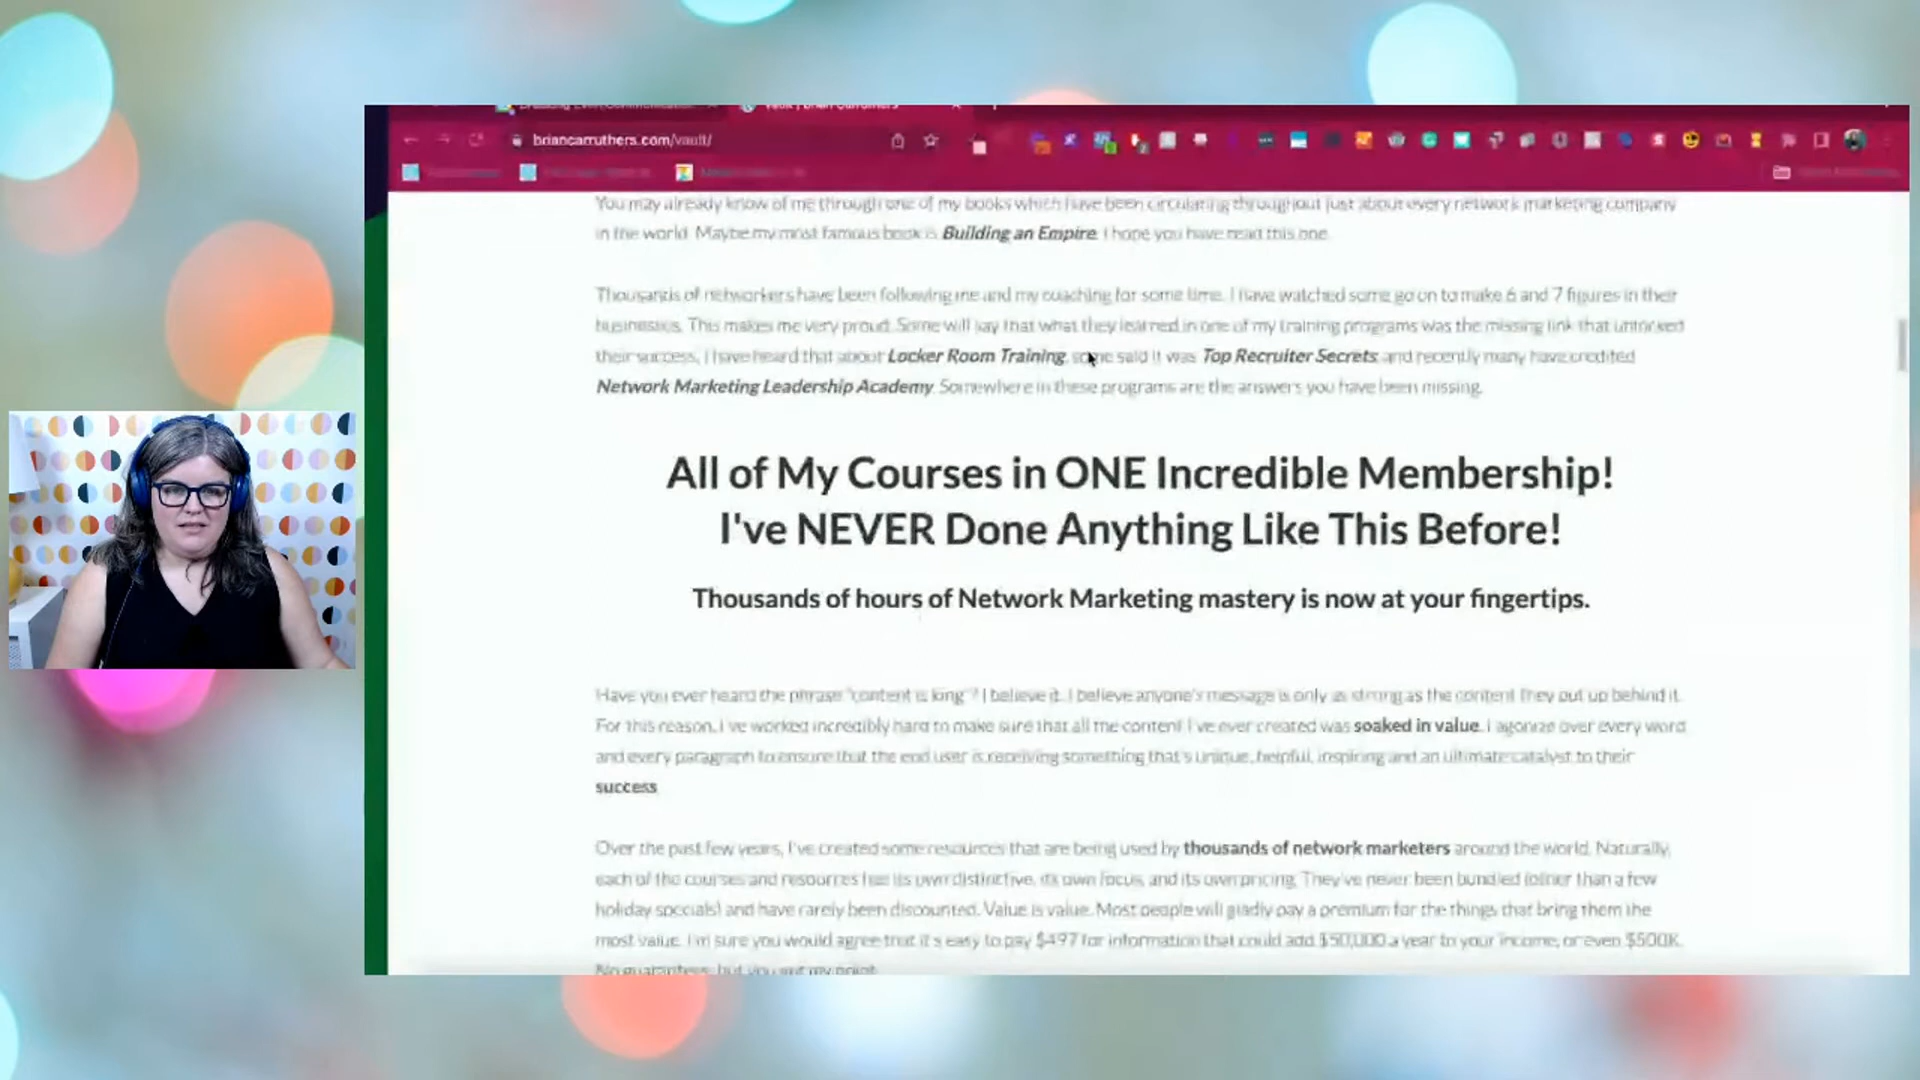 briancarruthers.com/vault/
You may already know of me through one of my books which have been circulating throughout just about every network marketing company
in the world. Maybe my most famous book is Building an Empire. I hope you have read this one.
Thousands of networkers have been following me and my coaching for some time. I have watched some go on to make 6 and 7 figures in their
businesses. This makes me very proud. Some will say that what they learned in one of my training programs was the missing link that unlocked
their success. I have heard that about Locker Room Training, some said it was Top Recruiter Secrets, and recently many have credited
Network Marketing Leadership Academy. Somewhere in these programs are the answers you have been missing.
All of My Courses in ONE Incredible Membership!
I've NEVER Done Anything Like This Before!
Thousands of hours of Network Marketing mastery is now at your fingertips.
Have you ever heard the phrase "content is king"? I believe it. I believe anyone's message is only as strong as the content they put up behind it.
For this reason, I've worked incredibly hard to make sure that all the content I've ever created was soaked in value. I agonize over every word
and every paragraph to ensure that the end user is receiving something that's unique, helpful, inspiring and an ultimate catalyst to their
success.
Over the past few years, I've created some resources that are being used by thousands of network marketers around the world. Naturally,
each of the courses and resources has its own distinctive, its own focus, and its own pricing. They've never been bundled (other than a few
holiday specials) and have rarely been discounted. Value is value. Most people will gladly pay a premium for the things that bring them the
most value. I'm sure you would agree that it's easy to pay $497 for information that could add $50,000 a year to your income, or even $500K.
No guarantees, but you get my point.